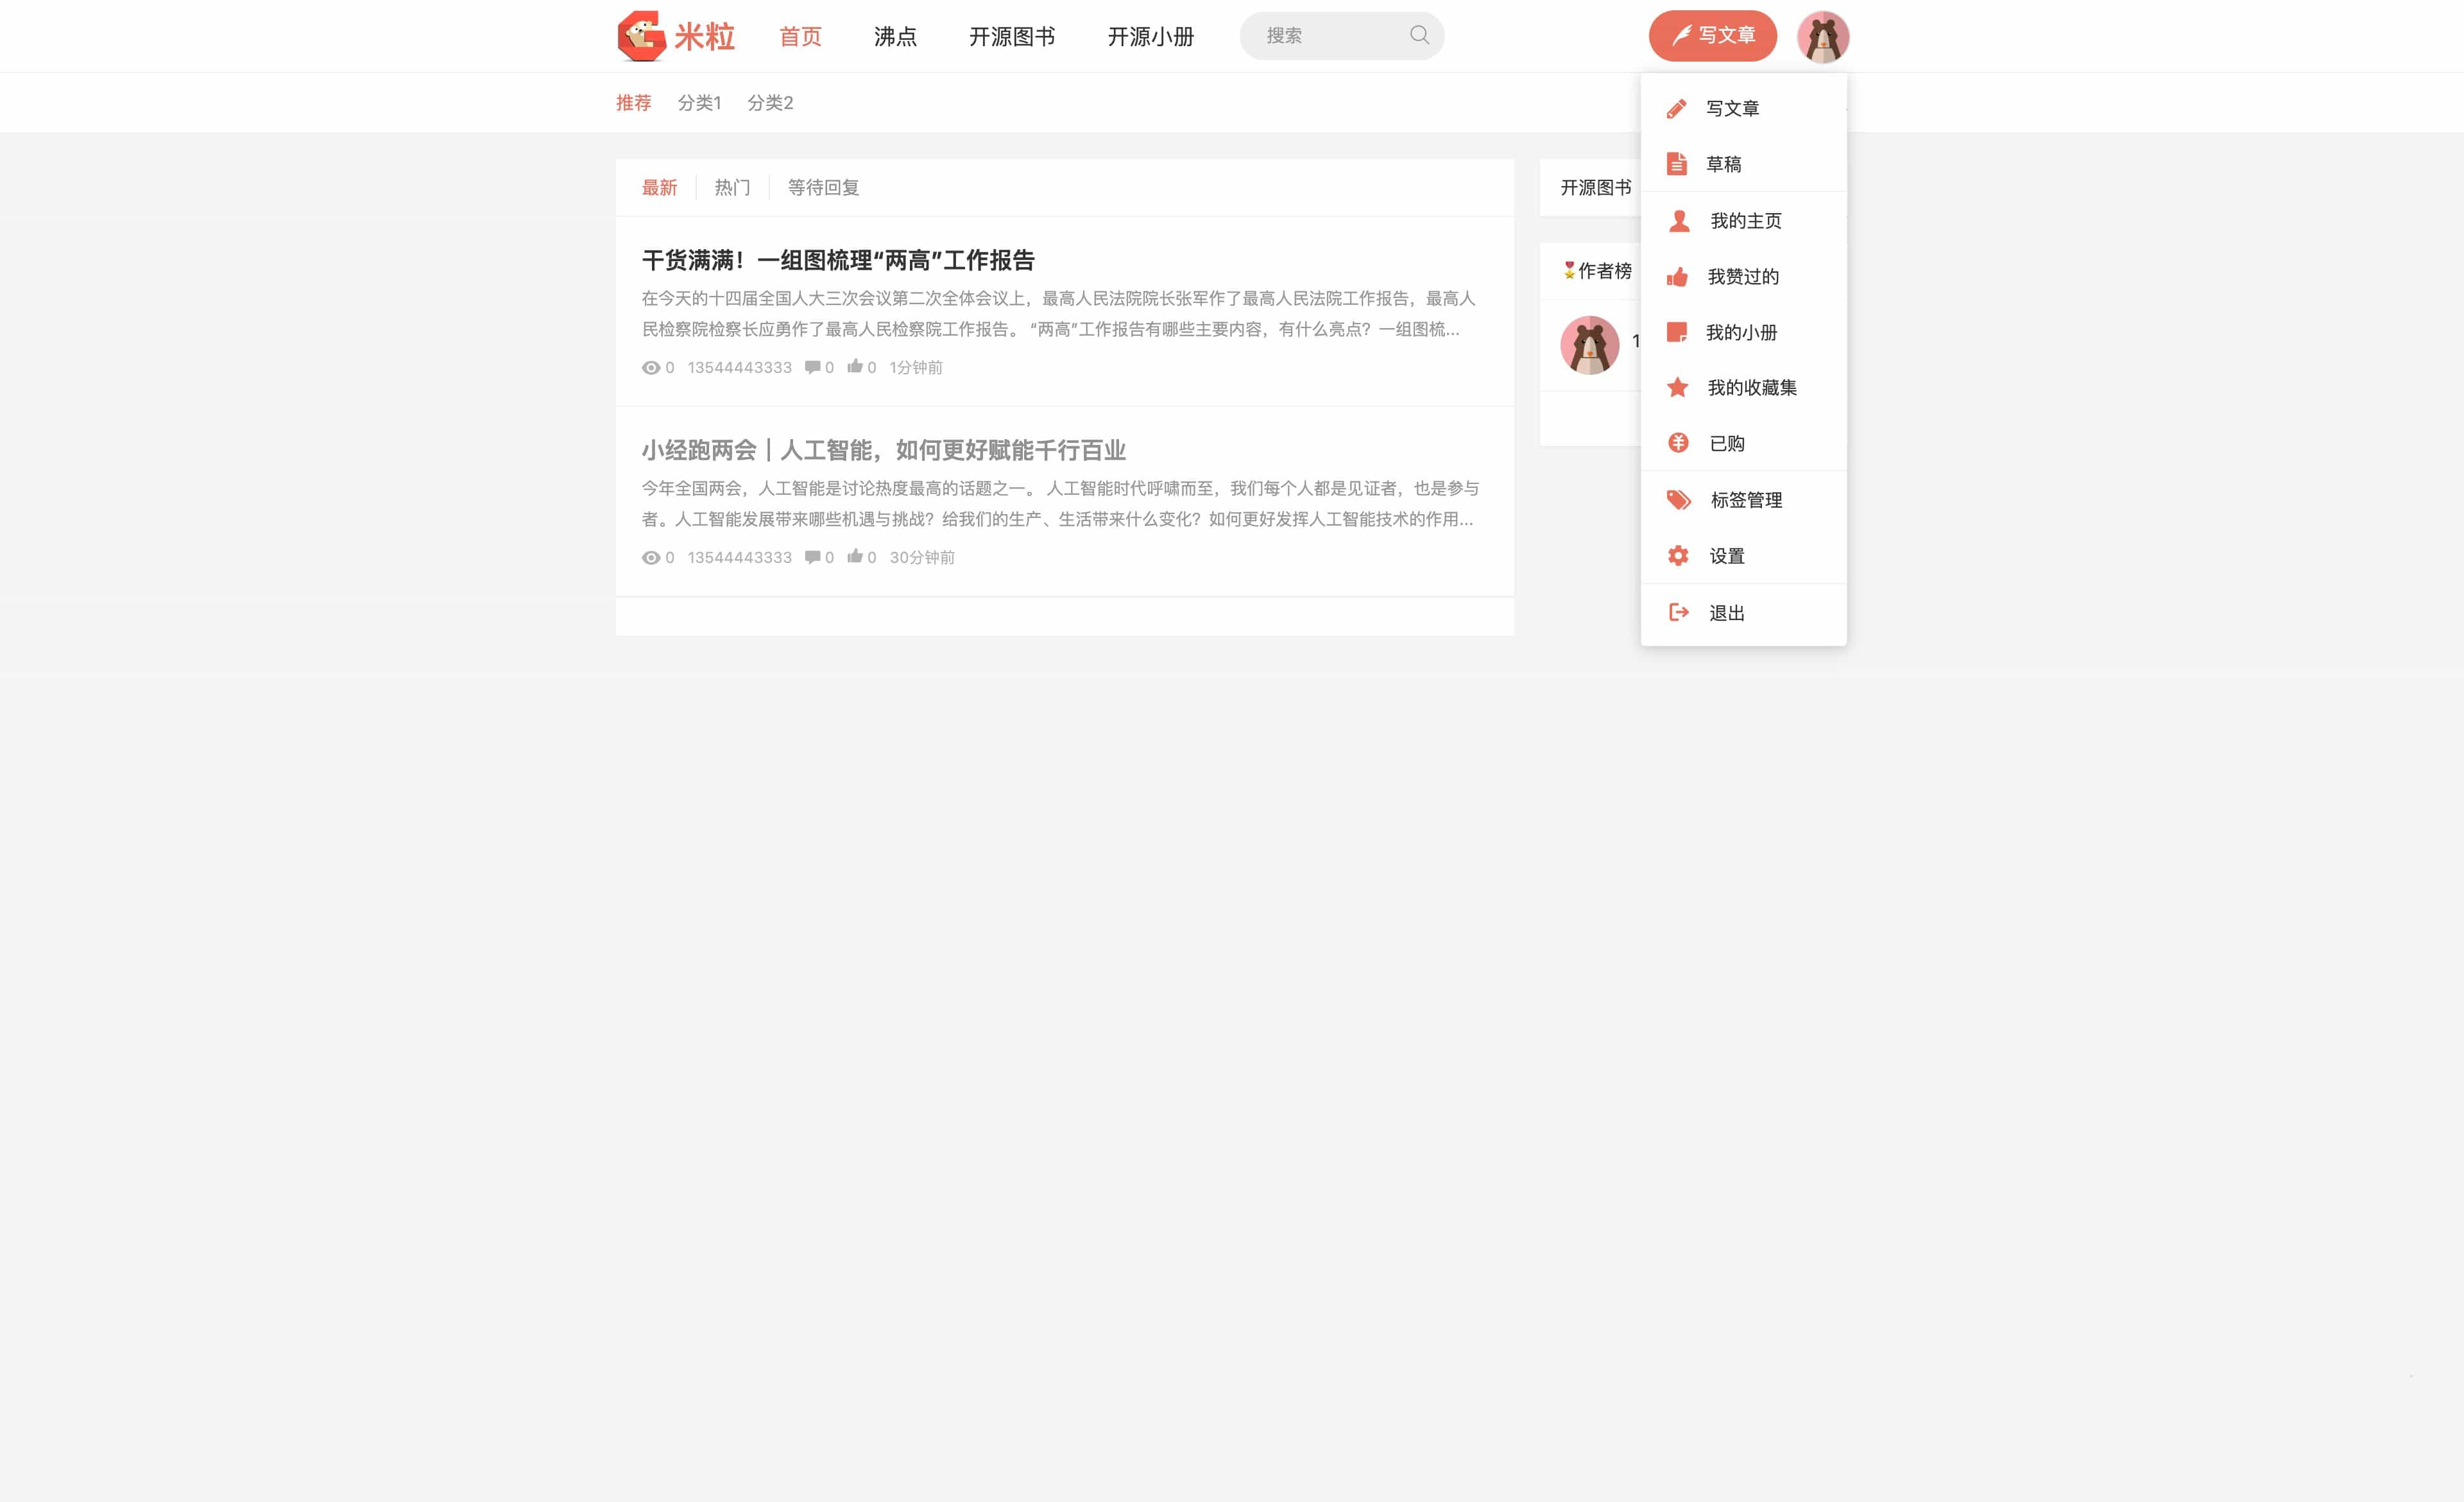 米粒 首页 沸点 开源图书 开源小册 搜索 写文章
推荐 分类1 分类2
最新 热门 等待回复
干货满满！一组图梳理“两高”工作报告
在今天的十四届全国人大三次会议第二次全体会议上，最高人民法院院长张军作了最高人民法院工作报告，最高人
民检察院检察长应勇作了最高人民检察院工作报告。“两高”工作报告有哪些主要内容，有什么亮点？一组图梳...
0 13544443333 0 0 1分钟前
小经跑两会｜人工智能，如何更好赋能千行百业
今年全国两会，人工智能是讨论热度最高的话题之一。 人工智能时代呼啸而至，我们每个人都是见证者，也是参与
者。人工智能发展带来哪些机遇与挑战？给我们的生产、生活带来什么变化？如何更好发挥人工智能技术的作用...
0 13544443333 0 0 30分钟前
开源图书
作者榜
1
写文章
草稿
我的主页
我赞过的
我的小册
我的收藏集
已购
标签管理
设置
退出